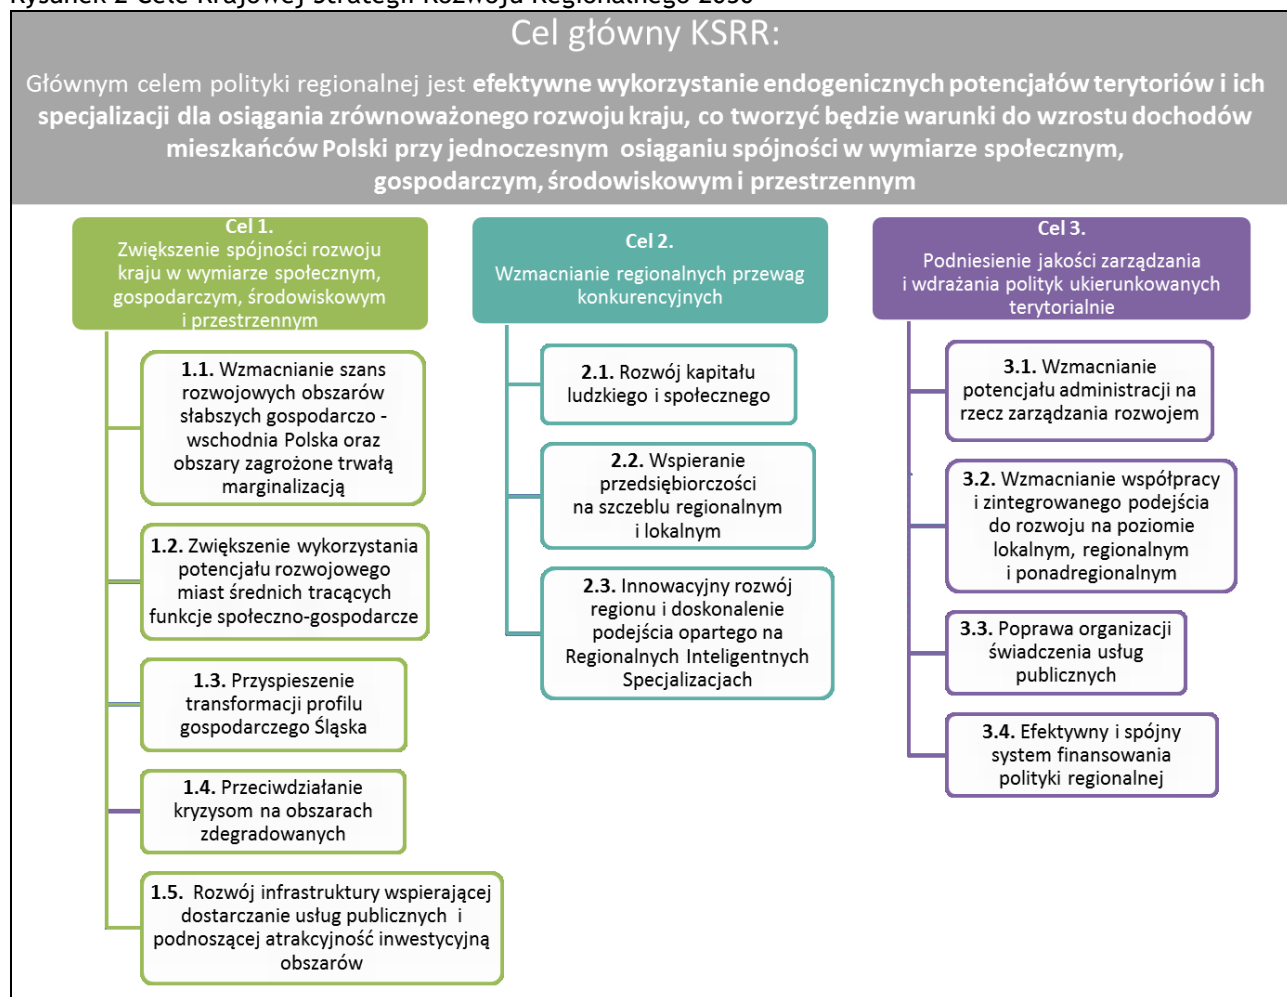 Rysunek 2 Cele Krajowej Strategii Rozwoju Regionalnego 2030
Cel główny KSRR:
Głównym celem polityki regionalnej jest efektywne wykorzystanie endogenicznych potencjałów terytoriów i ich
specjalizacji dla osiągania zrównoważonego rozwoju kraju, co tworzyć będzie warunki do wzrostu dochodów
mieszkańców Polski przy jednoczesnym osiąganiu spójności w wymiarze społecznym,
gospodarczym, środowiskowym i przestrzennym
Cel 1.
Zwiększenie spójności rozwoju
kraju w wymiarze społecznym,
gospodarczym, środowiskowym
i przestrzennym
1.1. Wzmacnianie szans
rozwojowych obszarów
słabszych gospodarczo -
wschodnia Polska oraz
obszary zagrożone trwałą
marginalizacją
1.2. Zwiększenie wykorzystania
potencjału rozwojowego
miast średnich tracących
funkcje społeczno-gospodarcze
1.3. Przyspieszenie
transformacji profilu
gospodarczego Śląska
1.4. Przeciwdziałanie
kryzysom na obszarach
zdegradowanych
1.5. Rozwój infrastruktury wspierającej
dostarczanie usług publicznych i
podnoszącej atrakcyjność inwestycyjną
obszarów
Cel 2.
Wzmacnianie regionalnych przewag
konkurencyjnych
2.1. Rozwój kapitału
ludzkiego i społecznego
2.2. Wspieranie
przedsiębiorczości
na szczeblu regionalnym
i lokalnym
2.3. Innowacyjny rozwój
regionu i doskonalenie
podejścia opartego na
Regionalnych Inteligentnych
Specjalizacjach
Cel 3.
Podniesienie jakości zarządzania
i wdrażania polityk ukierunkowanych
terytorialnie
3.1. Wzmacnianie
potencjału administracji na
rzecz zarządzania rozwojem
3.2. Wzmacnianie współpracy
i zintegrowanego podejścia
do rozwoju na poziomie
lokalnym, regionalnym
i ponadregionalnym
3.3. Poprawa organizacji
świadczenia usług
publicznych
3.4. Efektywny i spójny
system finansowania
polityki regionalnej